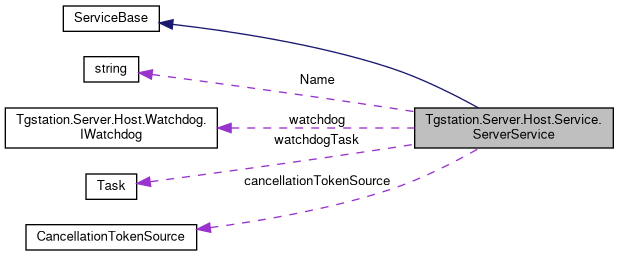 ServiceBase
string
Name
Tgstation.Server.Host.Watchdog.
IWatchdog
watchdog
Tgstation.Server.Host.Service.
ServerService
watchdogTask
Task
cancellationTokenSource
CancellationTokenSource